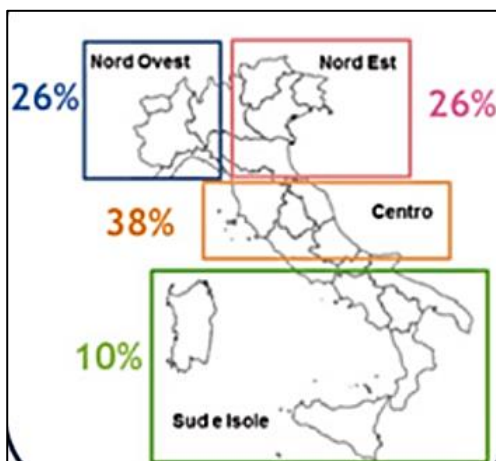 Nord Ovest
Nord Est
26%
26%
38%
Centro
10%
Sud e Isole